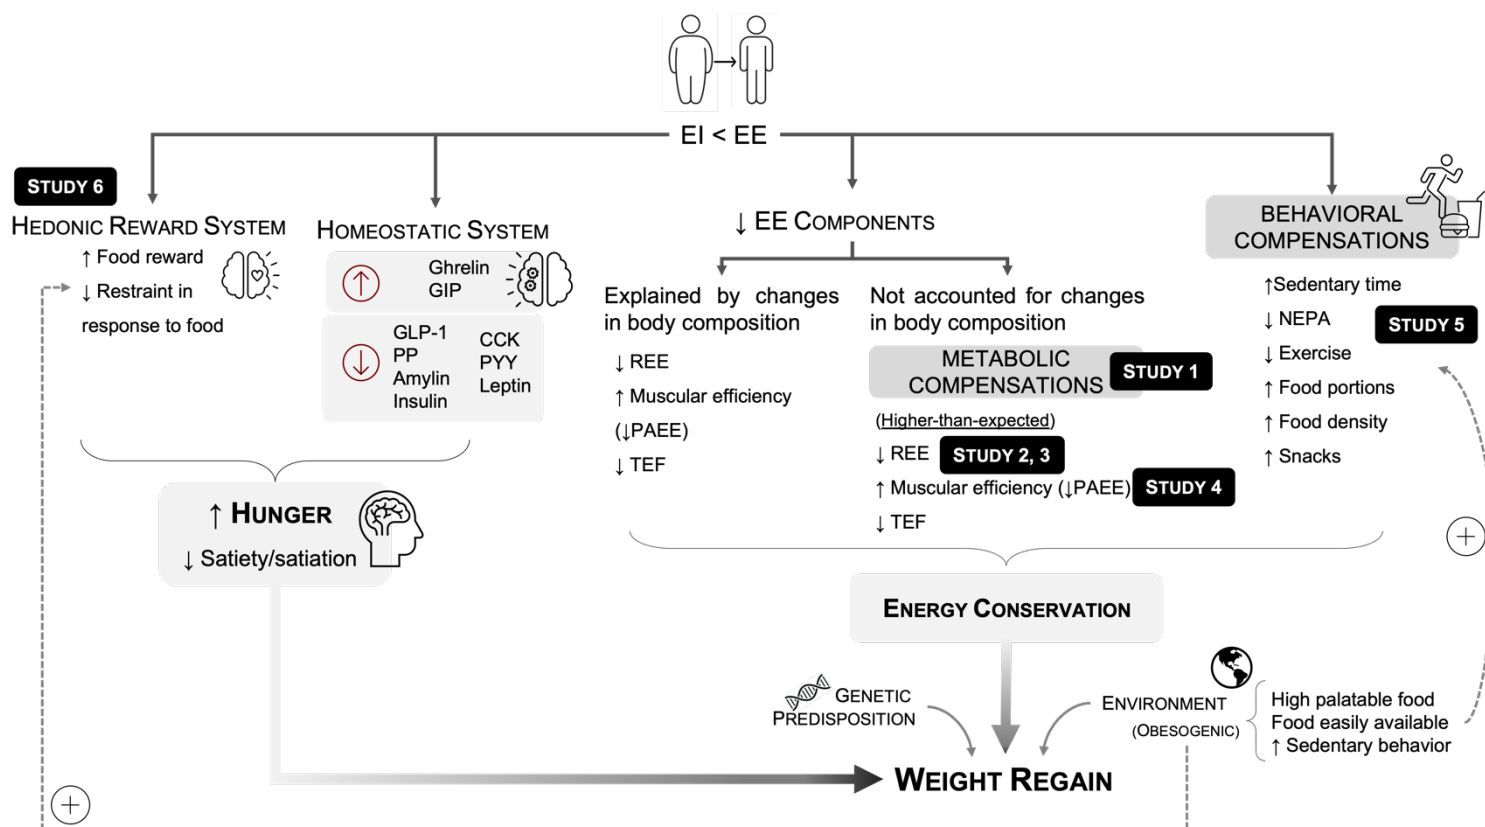 EI < EE
STUDY 6
HEDONIC REWARD SYSTEM
↑ Food reward
↓ Restraint in
response to food
HOMEOSTATIC SYSTEM
Ghrelin
GIP
GLP-1
PP
Amylin
Insulin
CCK
PYY
Leptin
↑ HUNGER
↓ Satiety/satiation
↓ EE COMPONENTS
Explained by changes
in body composition
↓ REE
↑ Muscular efficiency
(↓PAEE)
↓ TEF
Not accounted for changes
in body composition
METABOLIC
COMPENSATIONS
STUDY 1
(Higher-than-expected)
↓ REE
STUDY 2, 3
↑ Muscular efficiency (↓PAEE)
STUDY 4
↓ TEF
BEHAVIORAL
COMPENSATIONS
↑Sedentary time
↓ NEPA
STUDY 5
↓ Exercise
↑ Food portions
↑ Food density
↑ Snacks
ENERGY CONSERVATION
GENETIC
PREDISPOSITION
ENVIRONMENT
(OBESOGENIC)
High palatable food
Food easily available
↑ Sedentary behavior
WEIGHT REGAIN
+
+